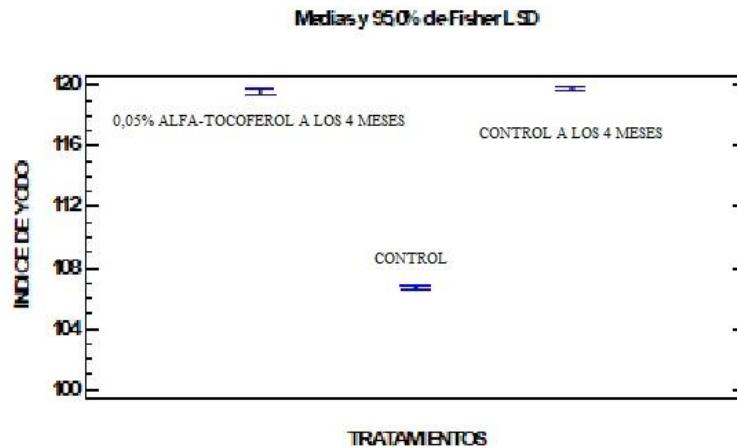 Medias y 95,0% de Fisher LSD
120
0,05% ALFA-TOCOFEROL A LOS 4 MESES
CONTROL A LOS 4 MESES
116
112
CONTROL
108
104
100
INDICE DE YODO
TRATAMIENTOS